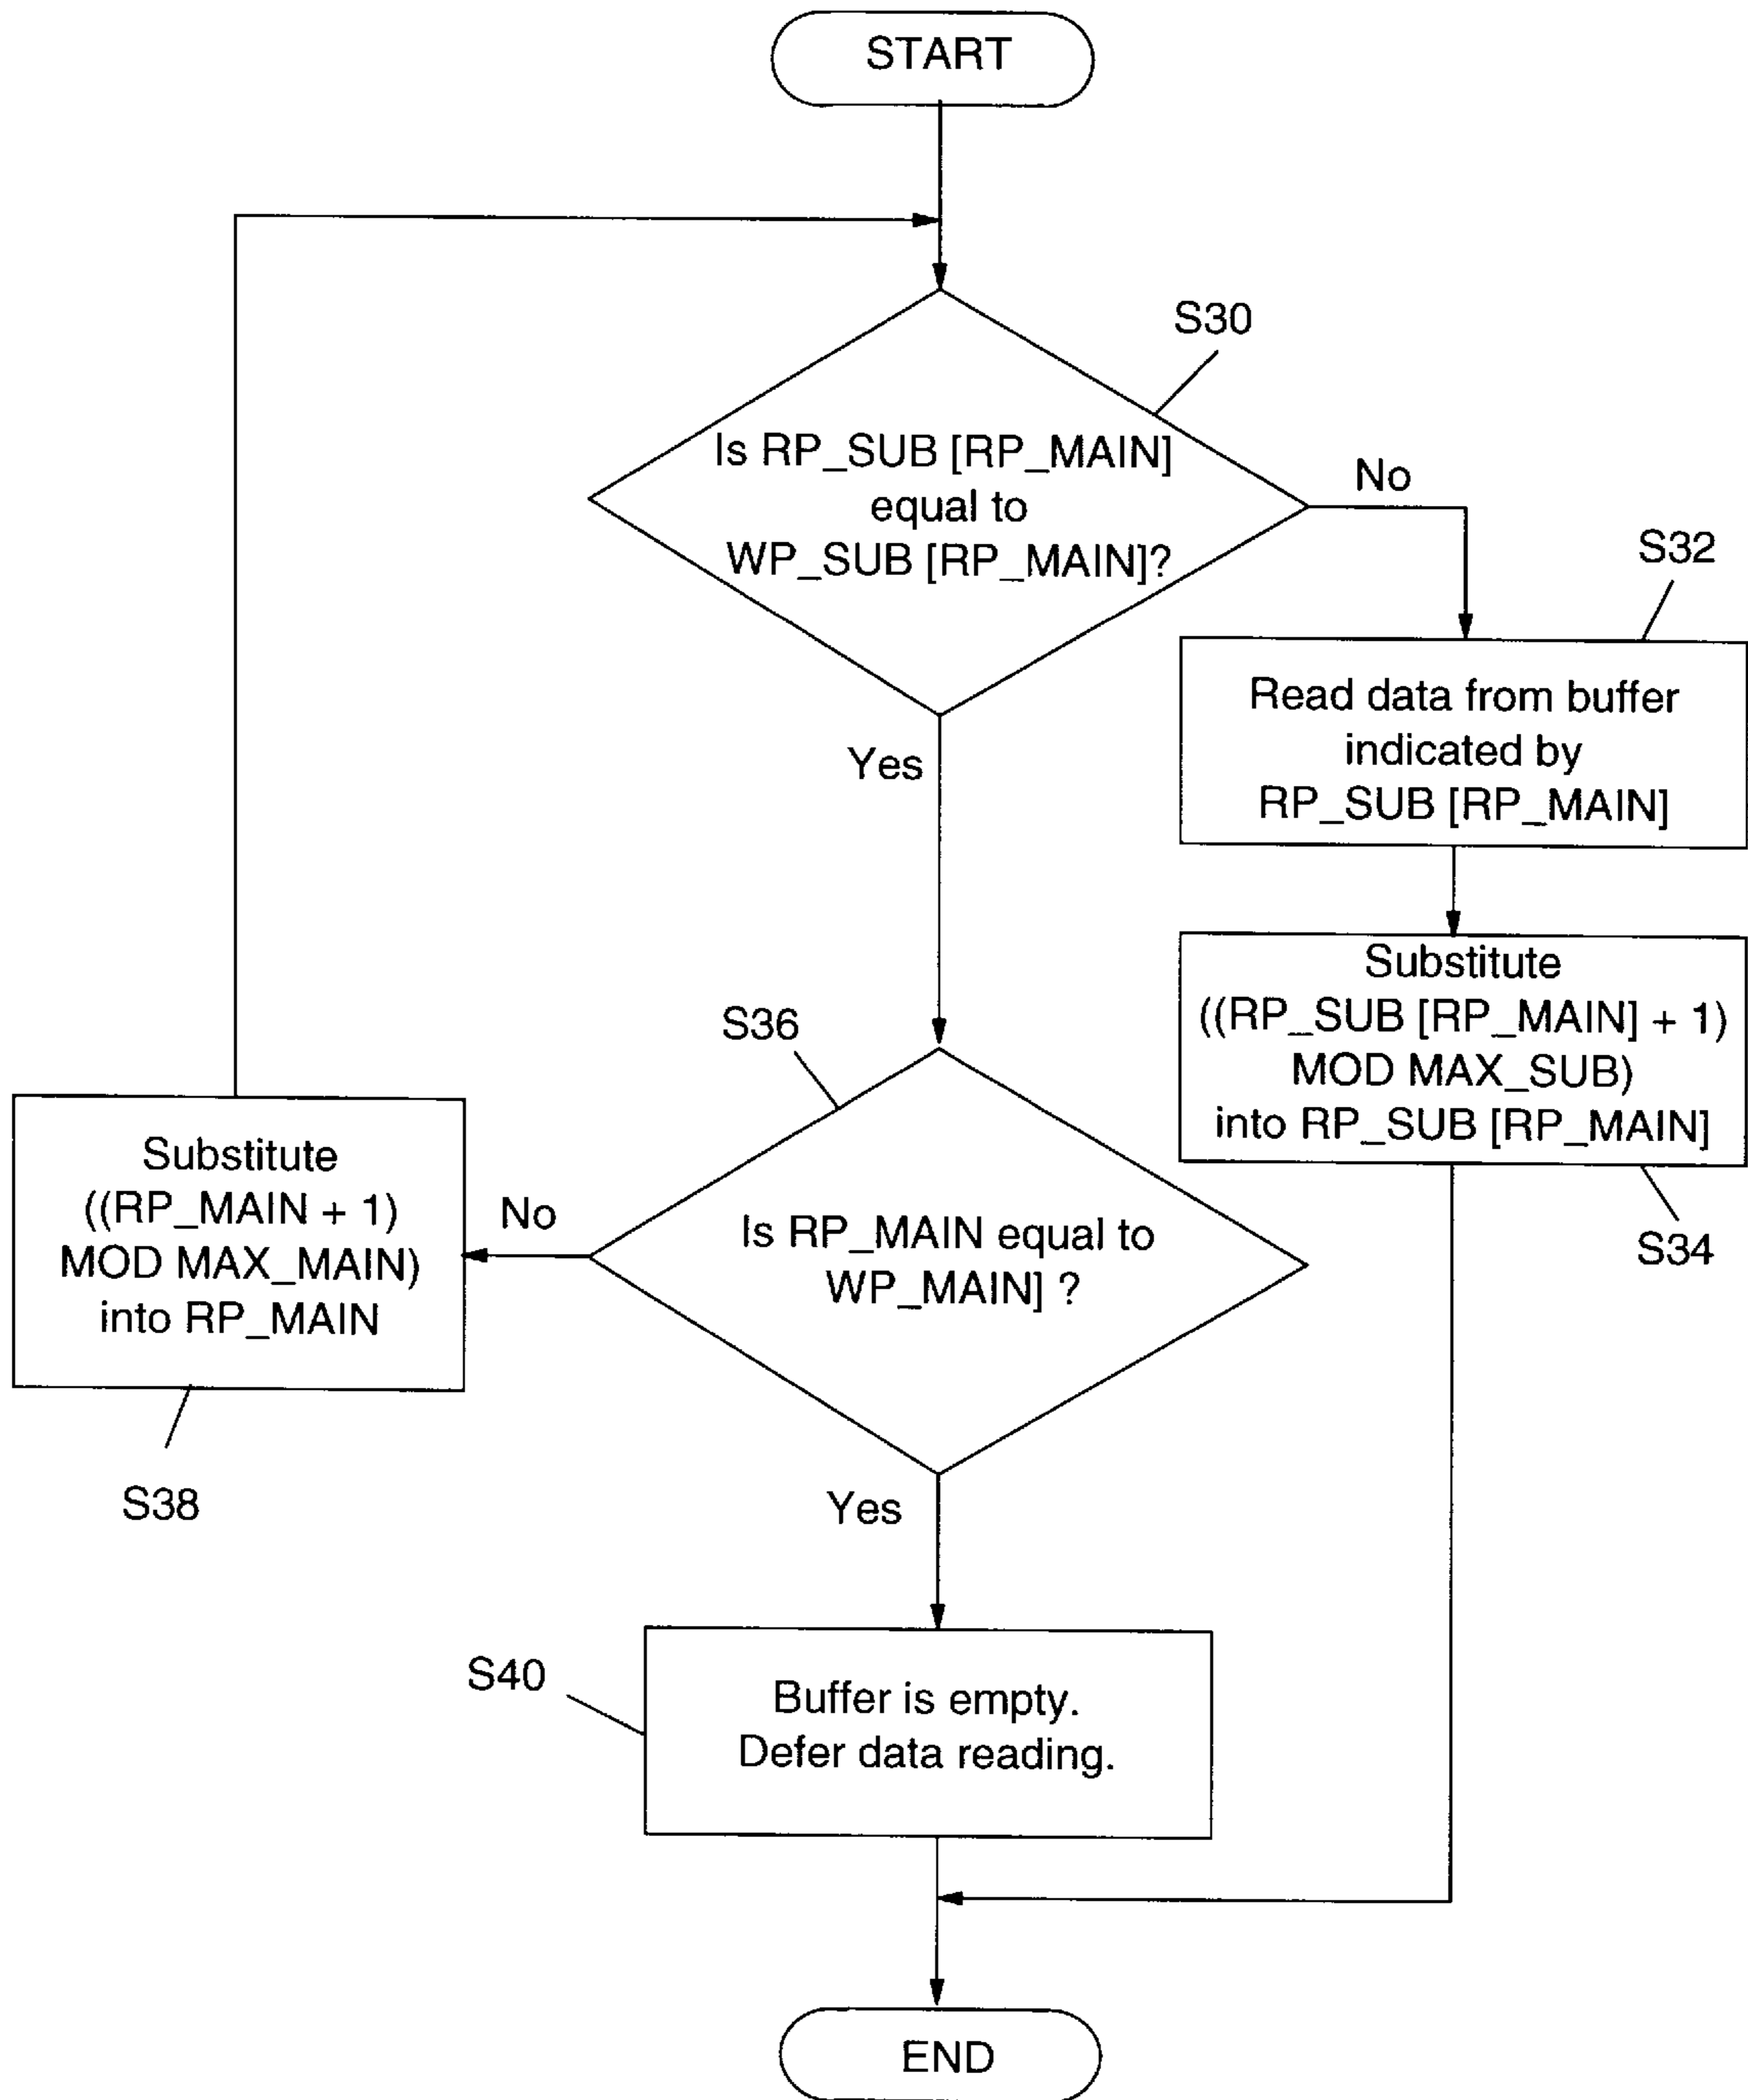 START
S30
Is RP_SUB [RP_MAIN]
equal to
WP_SUB [RP_MAIN]?
No
S32
Read data from buffer
indicated by
RP_SUB [RP_MAIN]
Yes
Substitute
((RP_SUB [RP_MAIN] + 1)
MOD MAX_SUB)
into RP_SUB [RP_MAIN]
S34
S36
Is RP_MAIN equal to
WP_MAIN] ?
No
Substitute
((RP_MAIN + 1)
MOD MAX_MAIN)
into RP_MAIN
S38
Yes
S40
Buffer is empty.
Defer data reading.
END